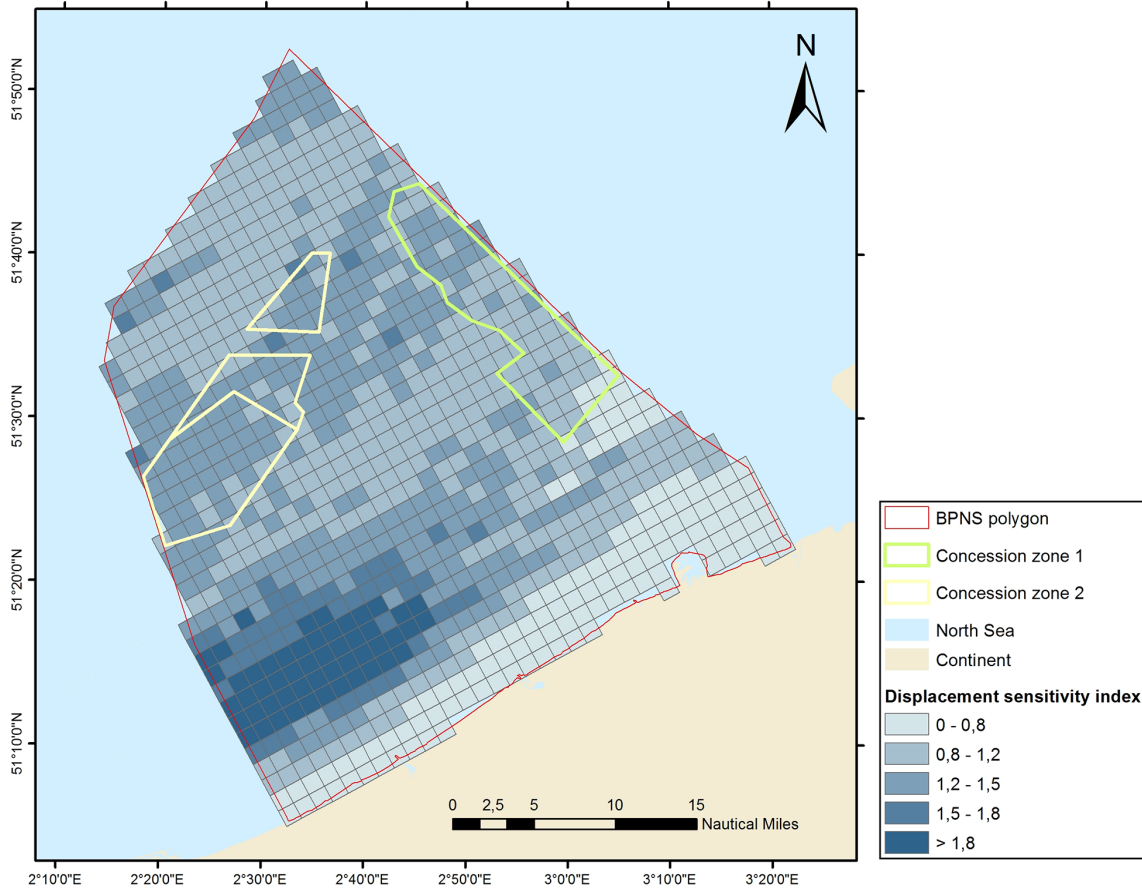 N
51°50'0"N
51°40'0"N
51°30'0"N
51°20'0"N
51°10'0"N
0 2,5 5 10 15
Nautical Miles
2°10'0"E 2°20'0"E 2°30'0"E 2°40'0"E 2°50'0"E 3°00'0"E 3°10'0"E 3°20'0"E
BPNS polygon
Concession zone 1
Concession zone 2
North Sea
Continent
Displacement sensitivity index
0 - 0,8
0,8 - 1,2
1,2 - 1,5
1,5 - 1,8
> 1,8